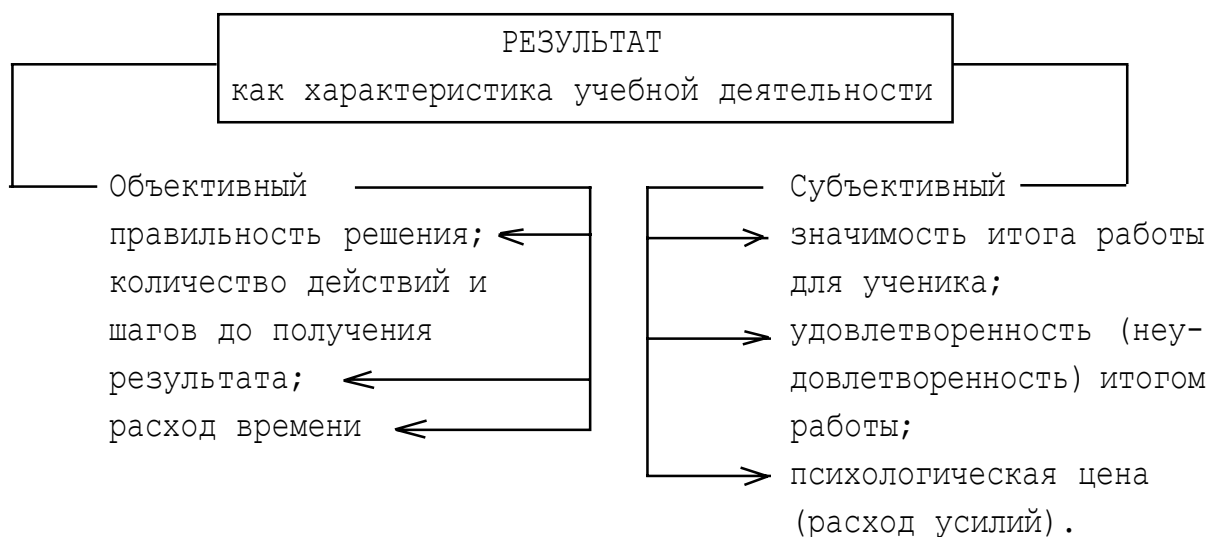 РЕЗУЛЬТАТ
как характеристика учебной деятельности
Объективный
правильность решения;
количество действий и
шагов до получения
результата;
расход времени
Субъективный
значимость итога работы
для ученика;
удовлетворенность (неу-
довлетворенность) итогом
работы;
психологическая цена
(расход усилий).